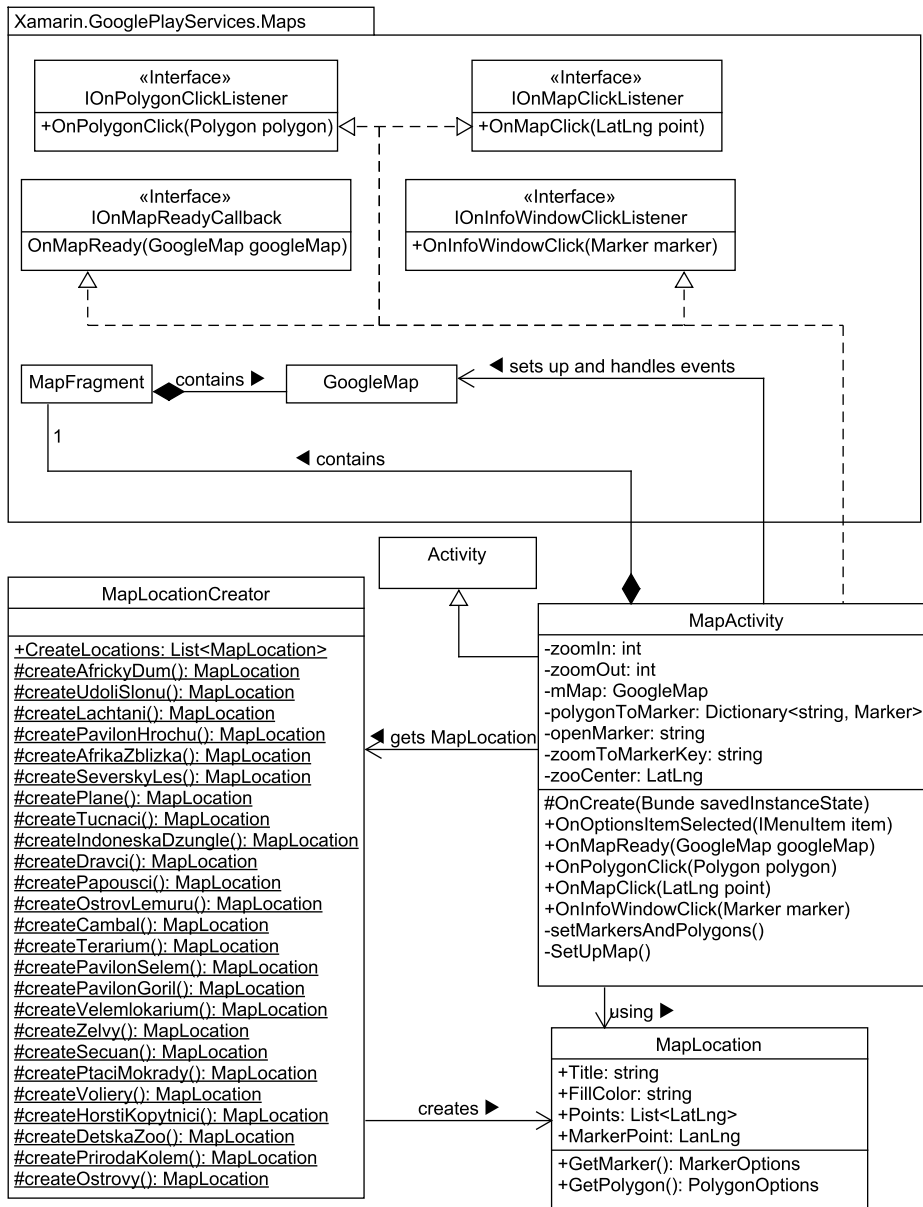 Xamarin.GooglePlayServices.Maps
«Interface»
IOnPolygonClickListener
+OnPolygonClick(Polygon polygon)
«Interface»
IOnMapClickListener
+OnMapClick(LatLng point)
«Interface»
IOnMapReadyCallback
OnMapReady(GoogleMap googleMap)
«Interface»
IOnInfoWindowClickListener
+OnInfoWindowClick(Marker marker)
MapFragment
contains ▶
GoogleMap
◀ sets up and handles events
1
◀ contains
Activity
MapLocationCreator
+CreateLocations: List<MapLocation>
#createAfrickyDum(): MapLocation
#createUdoliSlonu(): MapLocation
#createLachtani(): MapLocation
#createPavilonHrochu(): MapLocation
#createAfrikaZblizka(): MapLocation
#createSeverskyLes(): MapLocation
#createPlane(): MapLocation
#createTucnaci(): MapLocation
#createIndoneskaDzungle(): MapLocation
#createDravci(): MapLocation
#createPapousci(): MapLocation
#createOstrovLemuru(): MapLocation
#createCambal(): MapLocation
#createTerarium(): MapLocation
#createPavilonSelem(): MapLocation
#createPavilonGoril(): MapLocation
#createVelemlokarium(): MapLocation
#createZelvy(): MapLocation
#createSecuan(): MapLocation
#createPtaciMokrady(): MapLocation
#createVoliery(): MapLocation
#createHorstiKopytnici(): MapLocation
#createDetskaZoo(): MapLocation
#createPrirodaKolem(): MapLocation
#createOstrovy(): MapLocation
◀ gets MapLocation
MapActivity
-zoomIn: int
-zoomOut: int
-mMap: GoogleMap
-polygonToMarker: Dictionary<string, Marker>
-openMarker: string
-zoomToMarkerKey: string
-zooCenter: LatLng
#OnCreate(Bunde savedInstanceState)
+OnOptionsItemSelected(IMenuItem item)
+OnMapReady(GoogleMap googleMap)
+OnPolygonClick(Polygon polygon)
+OnMapClick(LatLng point)
+OnInfoWindowClick(Marker marker)
-setMarkersAndPolygons()
-SetUpMap()
using ▶
creates ▶
MapLocation
+Title: string
+FillColor: string
+Points: List<LatLng>
+MarkerPoint: LanLng
+GetMarker(): MarkerOptions
+GetPolygon(): PolygonOptions